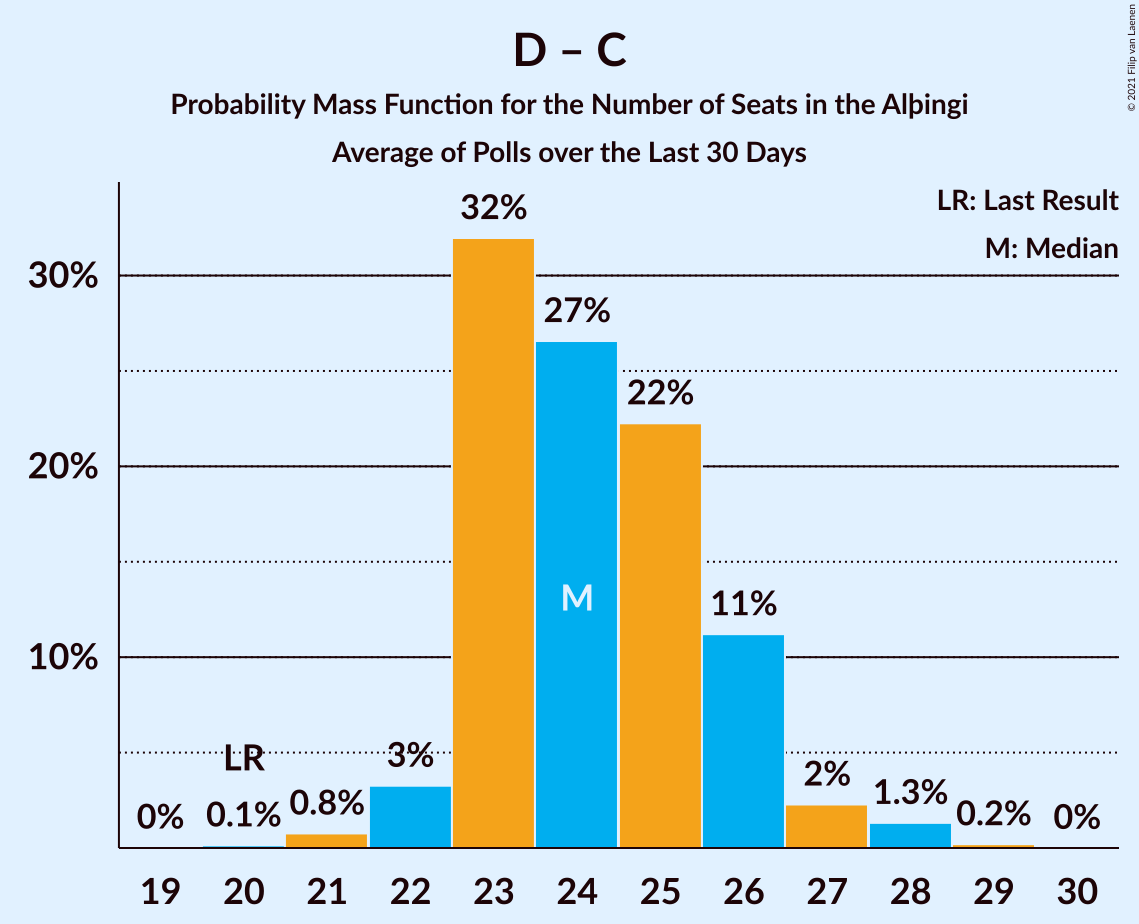 D – C
Probability Mass Function for the Number of Seats in the Alþingi
Average of Polls over the Last 30 Days
© 2021 Filip van Laenen
LR: Last Result
M: Median
30%
20%
10%
0%
LR
0.1%
0.8%
3%
32%
27%
M
22%
11%
2%
1.3%
0.2%
0%
19 20 21 22 23 24 25 26 27 28 29 30